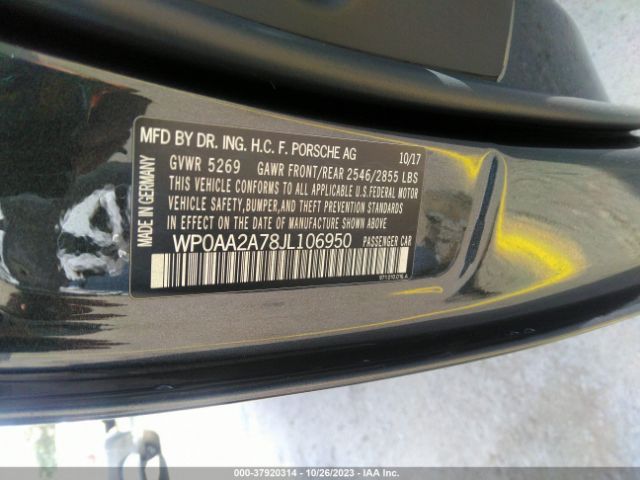 MFD BY DR. ING. H.C. F. PORSCHE AG 10/17
GVWR 5269 GAWR FRONT/REAR 2546/2855 LBS
THIS VEHICLE CONFORMS TO ALL APPLICABLE U.S.FEDERAL MOTOR
VEHICLE SAFETY,BUMPER,AND THEFT PREVENTION STANDARDS
IN EFFECT ON THE DATE OF MANUFACTURE SHOWN ABOVE
WP0AA2A78JL106950 PASSENGER CAR
MADE IN GERMANY
000-37920314 - 10/26/2023 - IAA Inc.